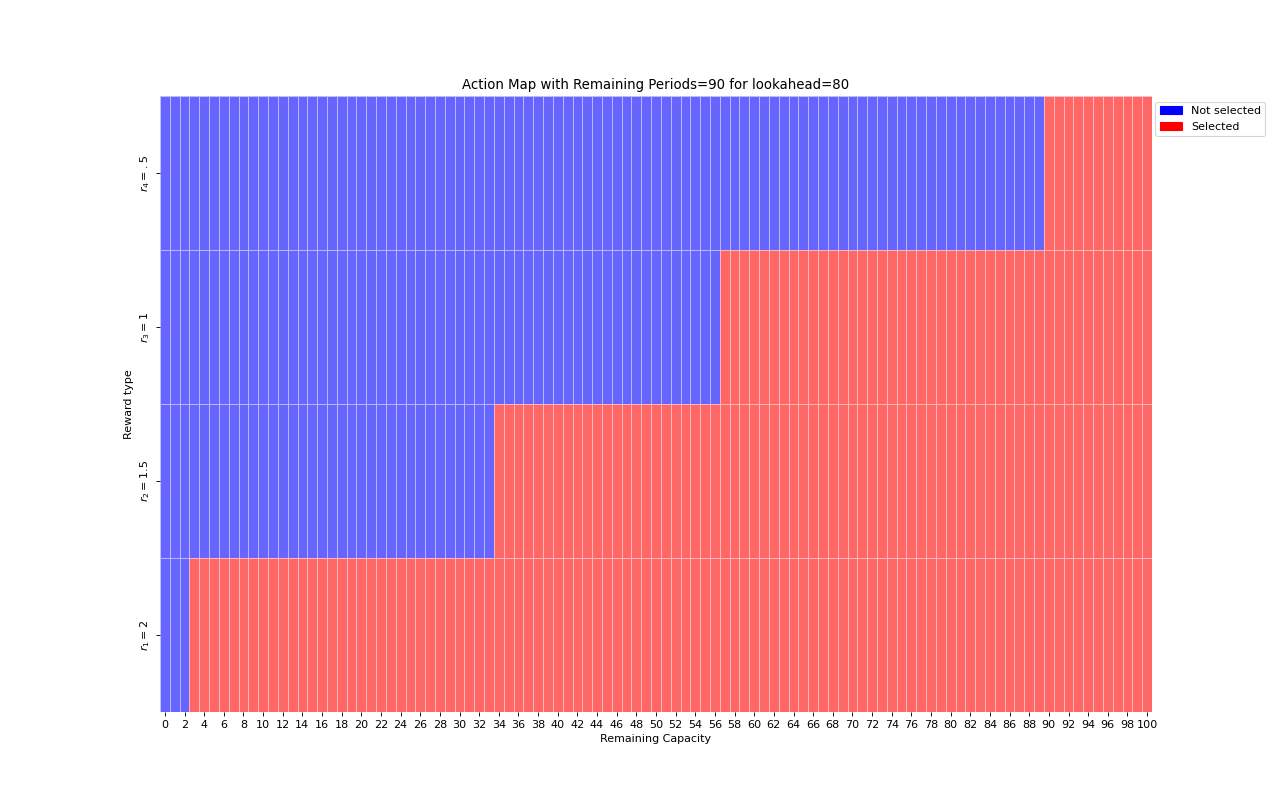 Action Map with Remaining Periods=90 for lookahead=80
Not selected
Selected
r₄ = .5
r₃ = 1
r₂ = 1.5
r₁ = 2
Reward type
0 2 4 6 8 10 12 14 16 18 20 22 24 26 28 30 32 34 36 38 40 42 44 46 48 50 52 54 56 58 60 62 64 66 68 70 72 74 76 78 80 82 84 86 88 90 92 94 96 98 100
Remaining Capacity